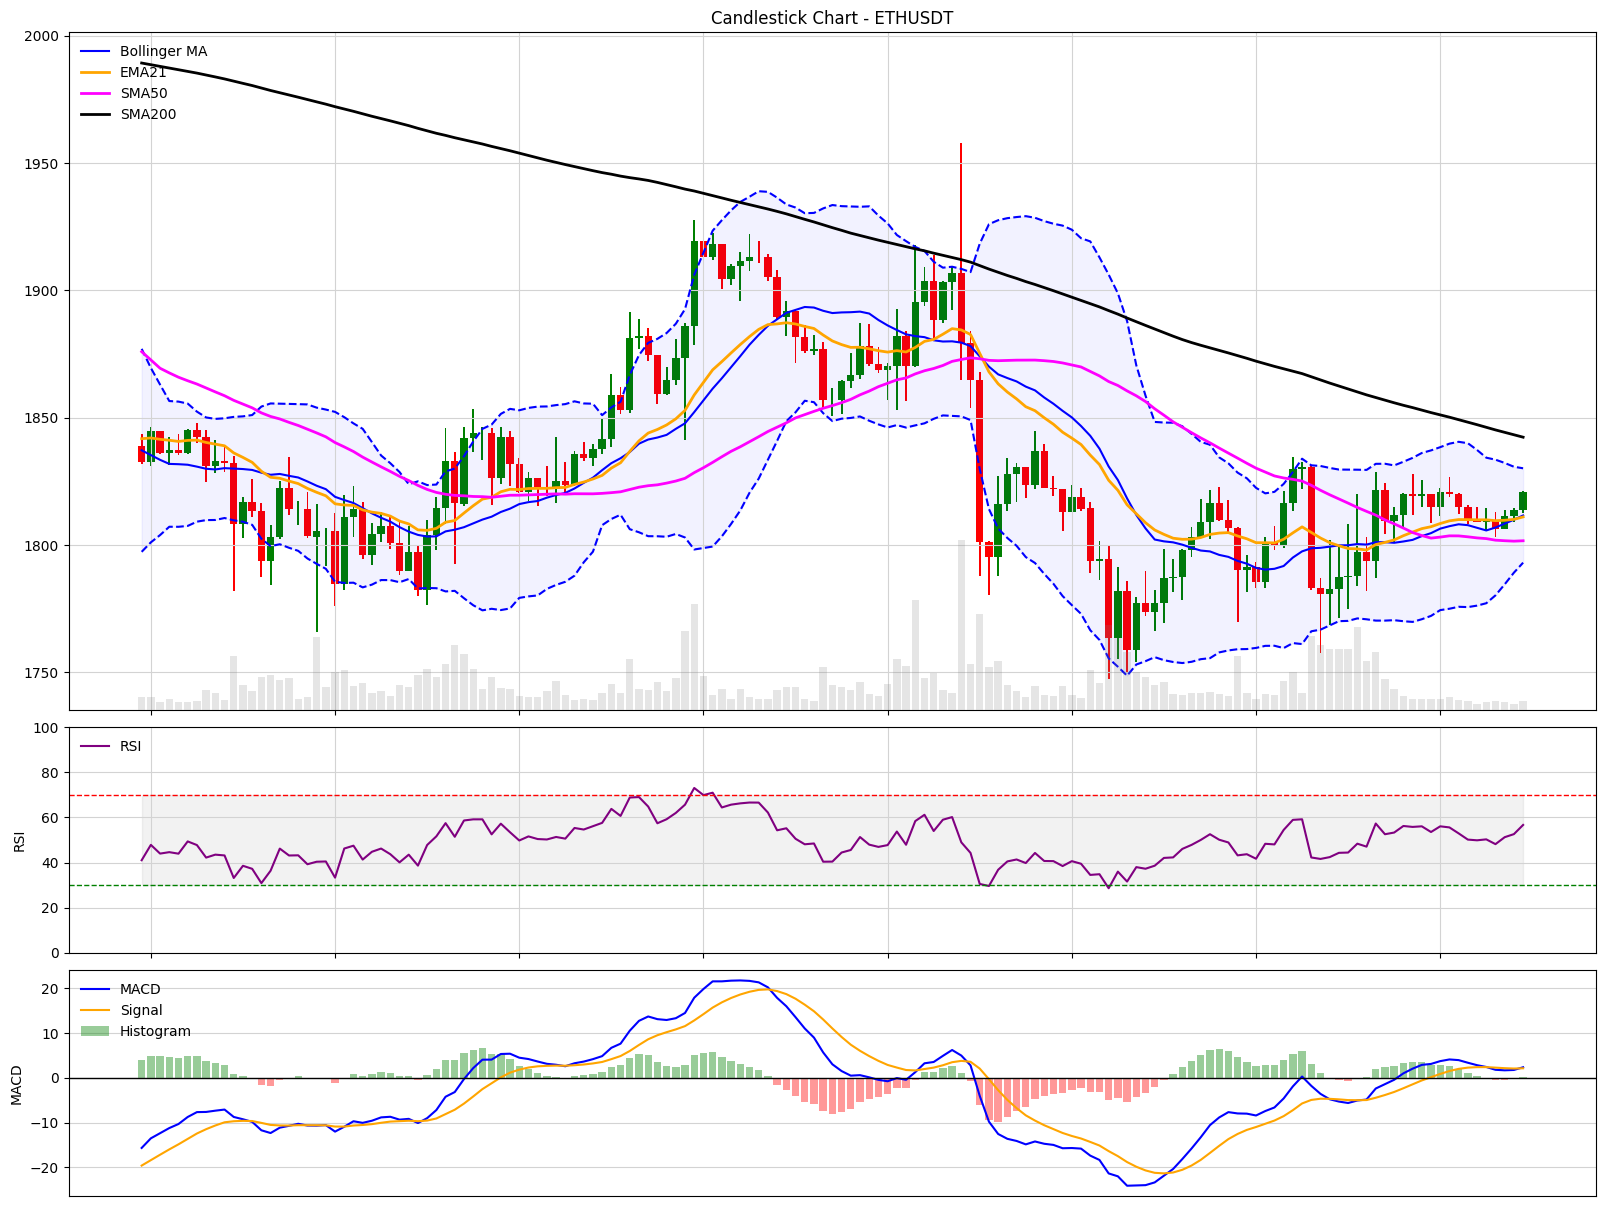 Candlestick Chart - ETHUSDT
2000
1950
1900
1850
1800
1750
Bollinger MA
EMA21
SMA50
SMA200
100
80
60
40
20
0
RSI
RSI
20
10
0
−10
−20
MACD
MACD
Signal
Histogram